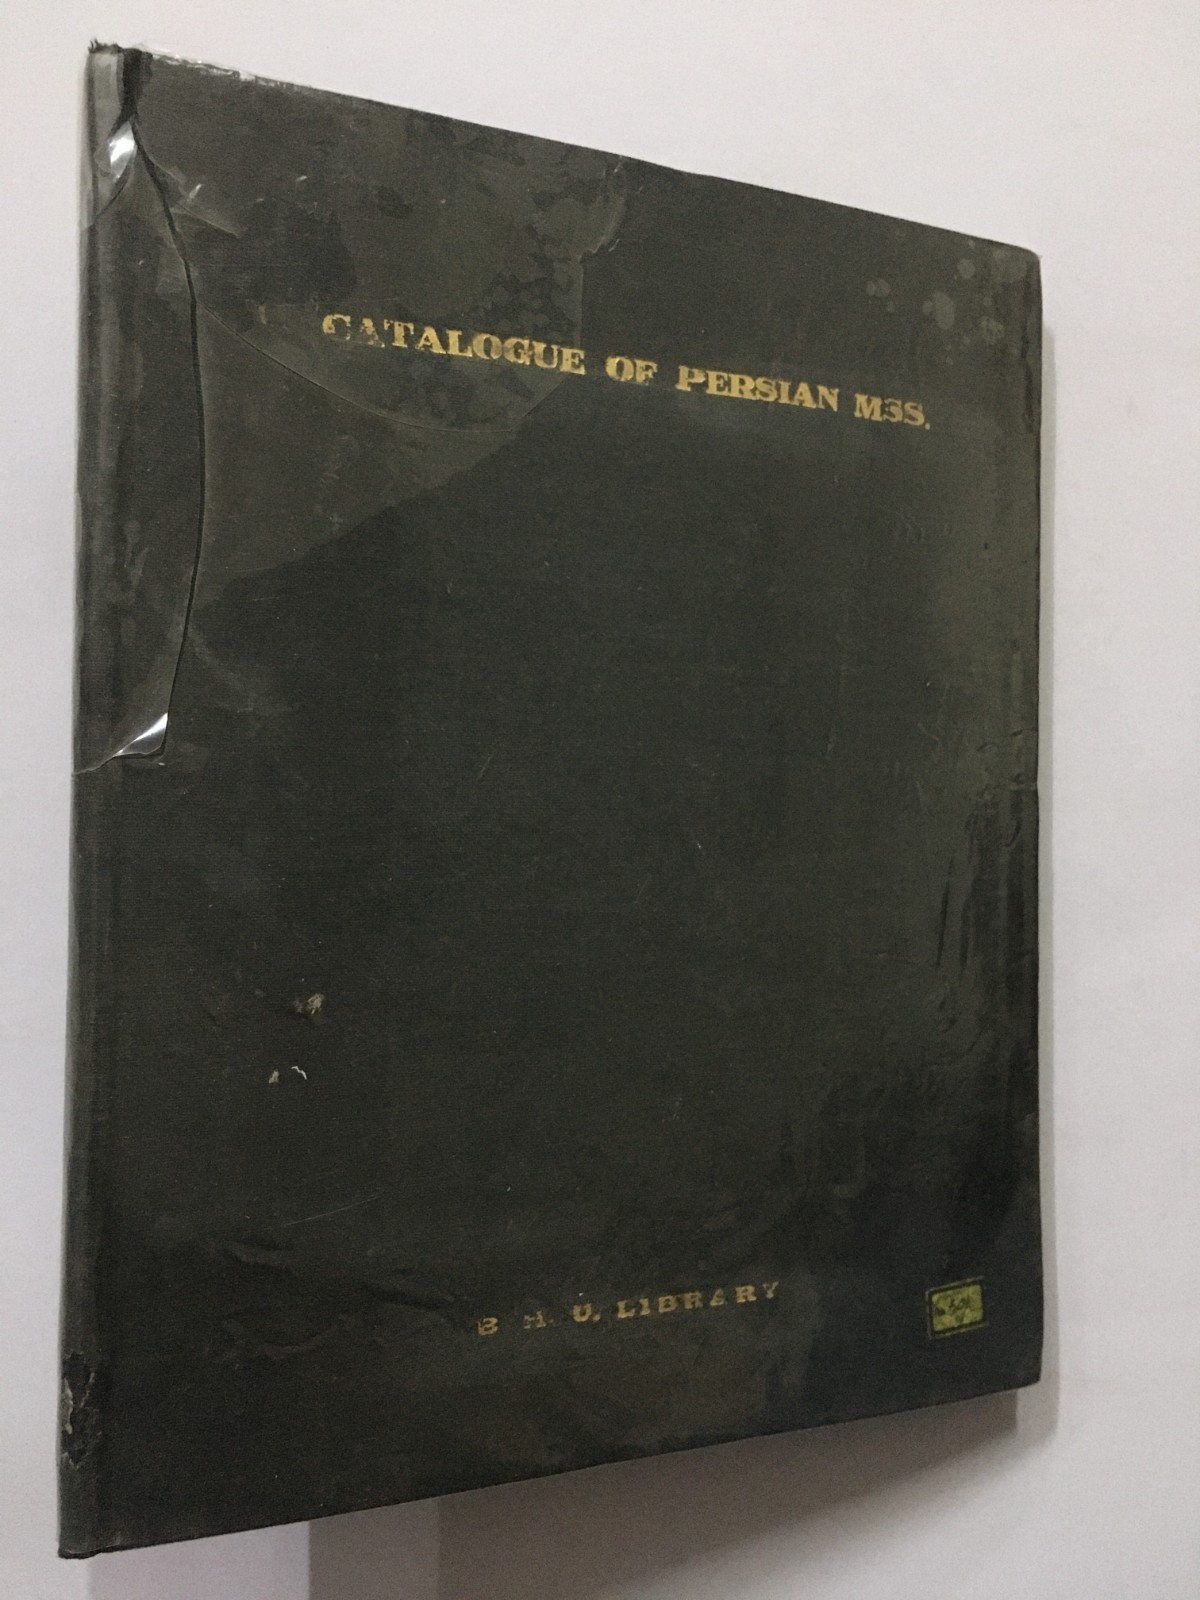 CATALOGUE OF PERSIAN MSS.
B. H. U. LIBRARY